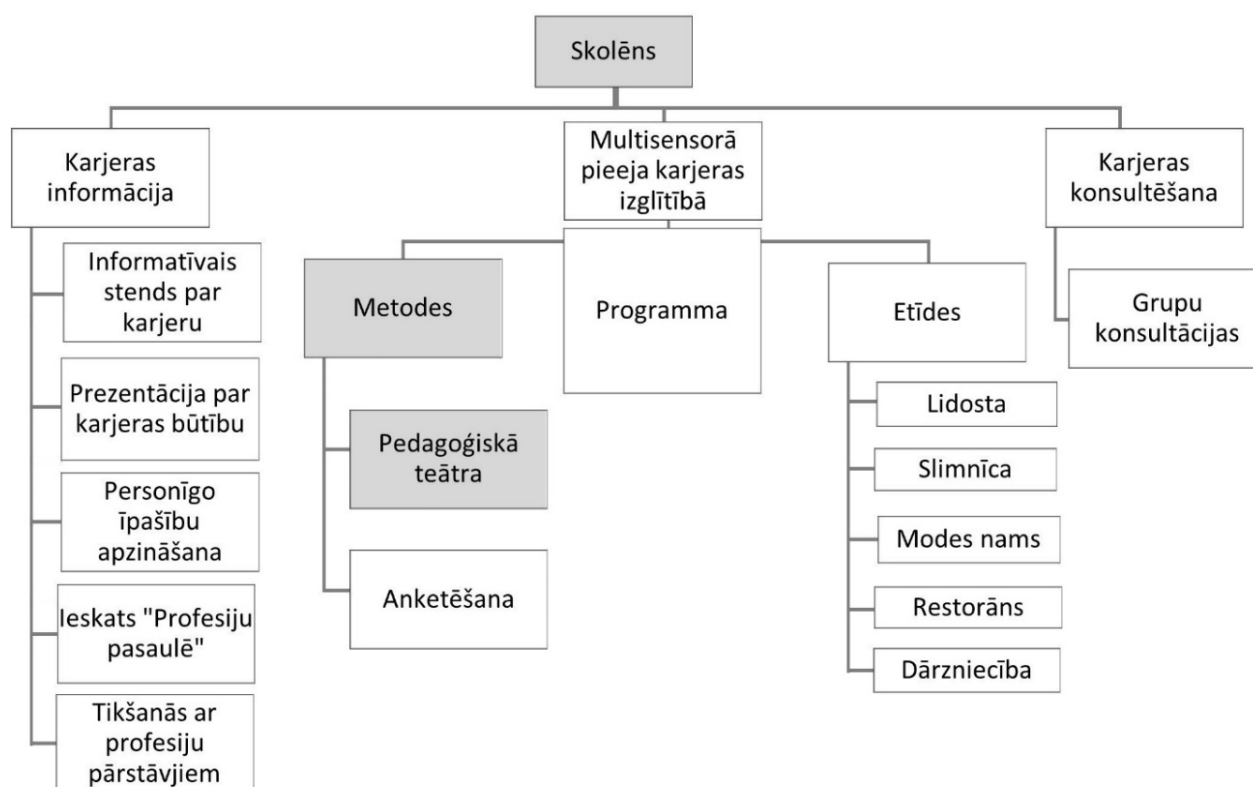 Skolēns
Karjeras
informācija
Informatīvais
stends par
karjeru
Prezentācija par
karjeras būtību
Personīgo
īpašību
apzināšana
Ieskats "Profesiju
pasaulē"
Tikšanās ar
profesiju
pārstāvjiem
Multisensorā
pieeja karjeras
izglītībā
Metodes
Pedagoģiskā
teātra
Anketēšana
Programma
Etīdes
Lidosta
Slimnīca
Modes nams
Restorāns
Dārzniecība
Karjeras
konsultēšana
Grupu
konsultācijas